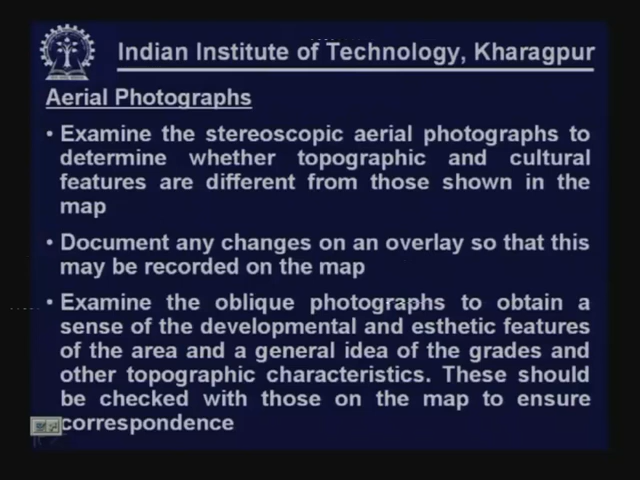 Indian Institute of Technology, Kharagpur
Aerial Photographs
• Examine the stereoscopic aerial photographs to
determine whether topographic and cultural
features are different from those shown in the
map
• Document any changes on an overlay so that this
may be recorded on the map
• Examine the oblique photographs to obtain a
sense of the developmental and esthetic features
of the area and a general idea of the grades and
other topographic characteristics. These should
be checked with those on the map to ensure
correspondence